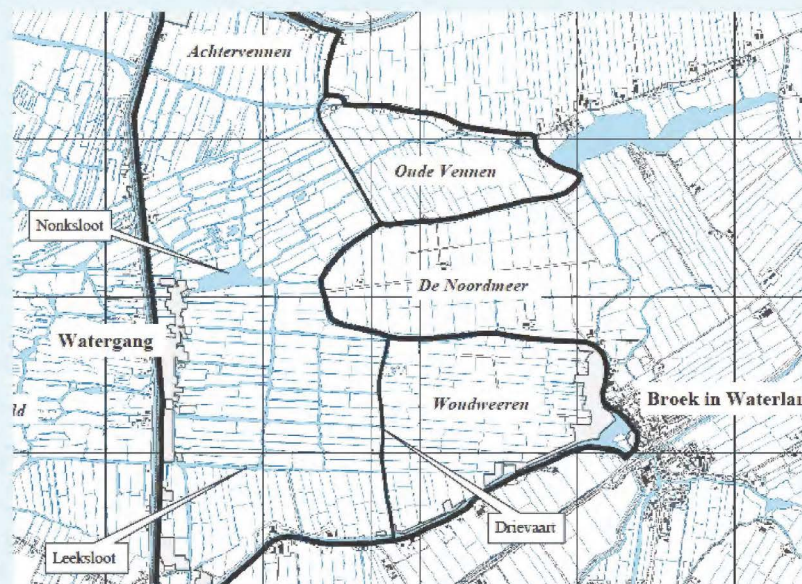 Achtervennen
Oude Vennen
Nonksloot
De Noordmeer
Watergang
Woudweeren
Broek in Waterlan
ld
Drievaart
Leeksloot